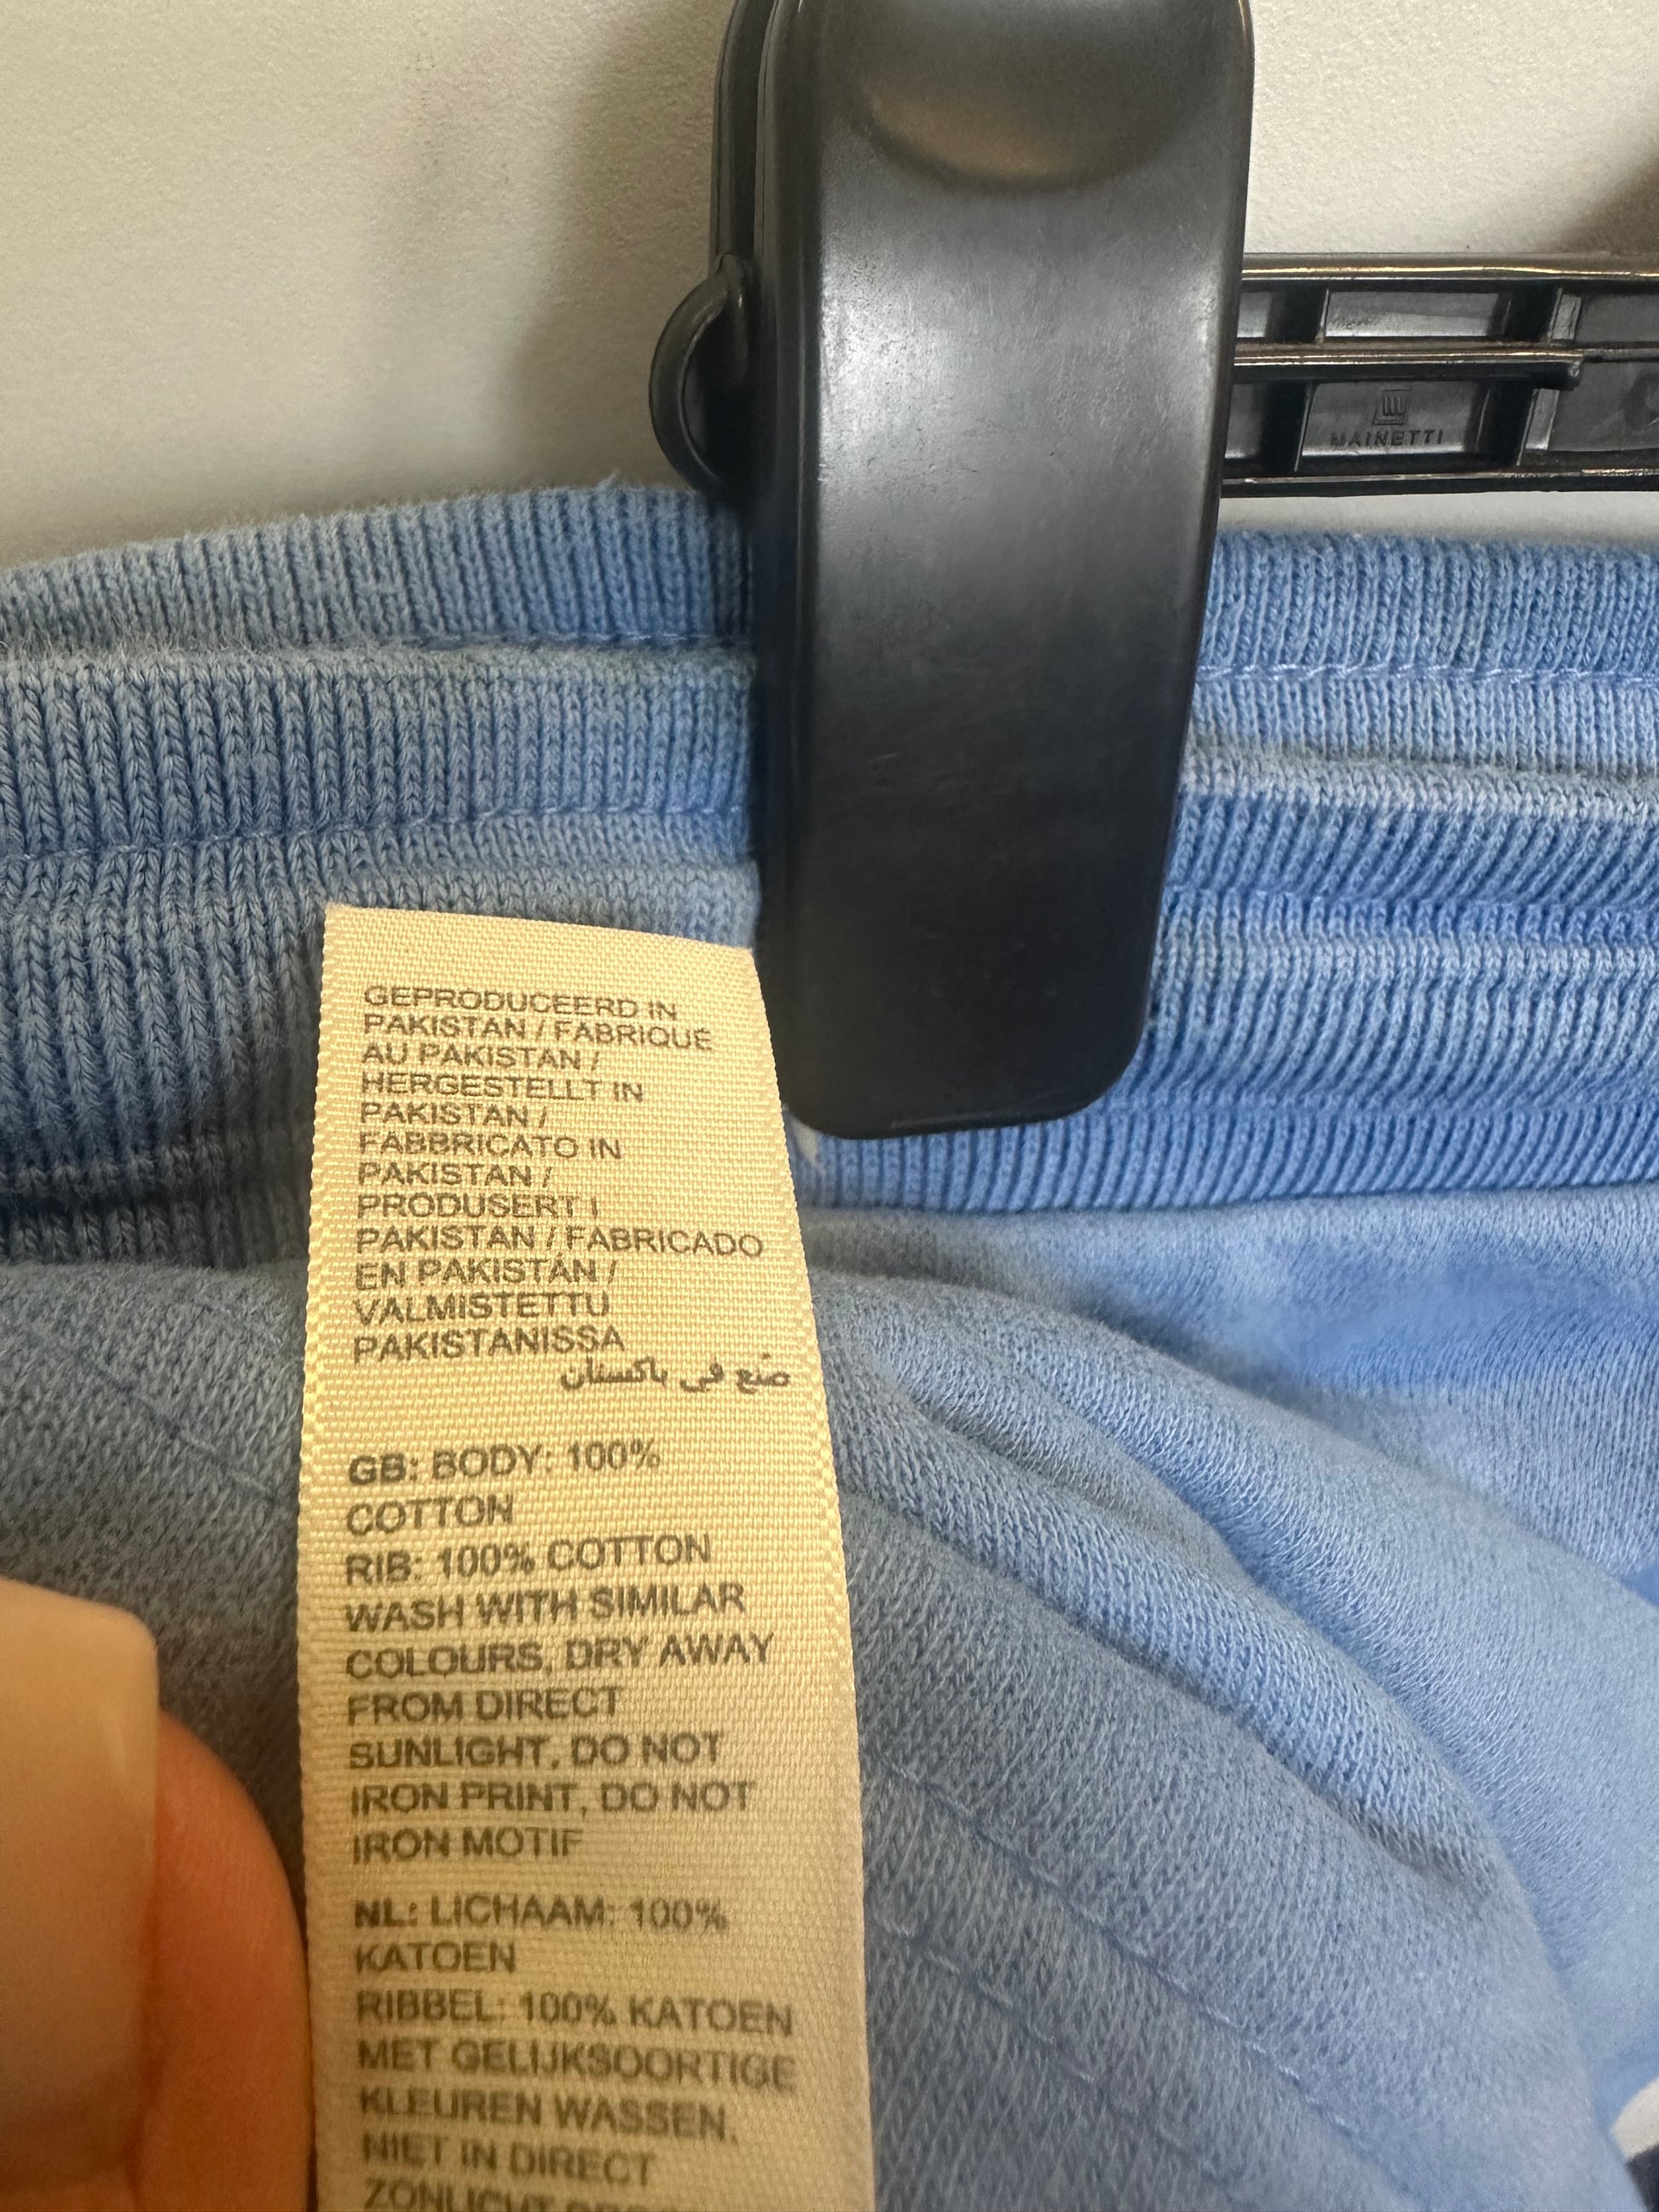 MAINETTI
GEPRODUCEERD IN
PAKISTAN / FABRIQUÉ
AU PAKISTAN /
HERGESTELLT IN
PAKISTAN /
FABBRICATO IN
PAKISTAN /
PRODUSERT I
PAKISTAN / FABRICADO
EN PAKISTÁN /
VALMISTETTU
PAKISTANISSA
صُنع في باكستان
GB: BODY: 100%
COTTON
RIB: 100% COTTON
WASH WITH SIMILAR
COLOURS, DRY AWAY
FROM DIRECT
SUNLIGHT, DO NOT
IRON PRINT, DO NOT
IRON MOTIF
NL: LICHAAM: 100%
KATOEN
RIBBEL: 100% KATOEN
MET GELIJKSOORTIGE
KLEUREN WASSEN,
NIET IN DIRECT
ZONLICHT